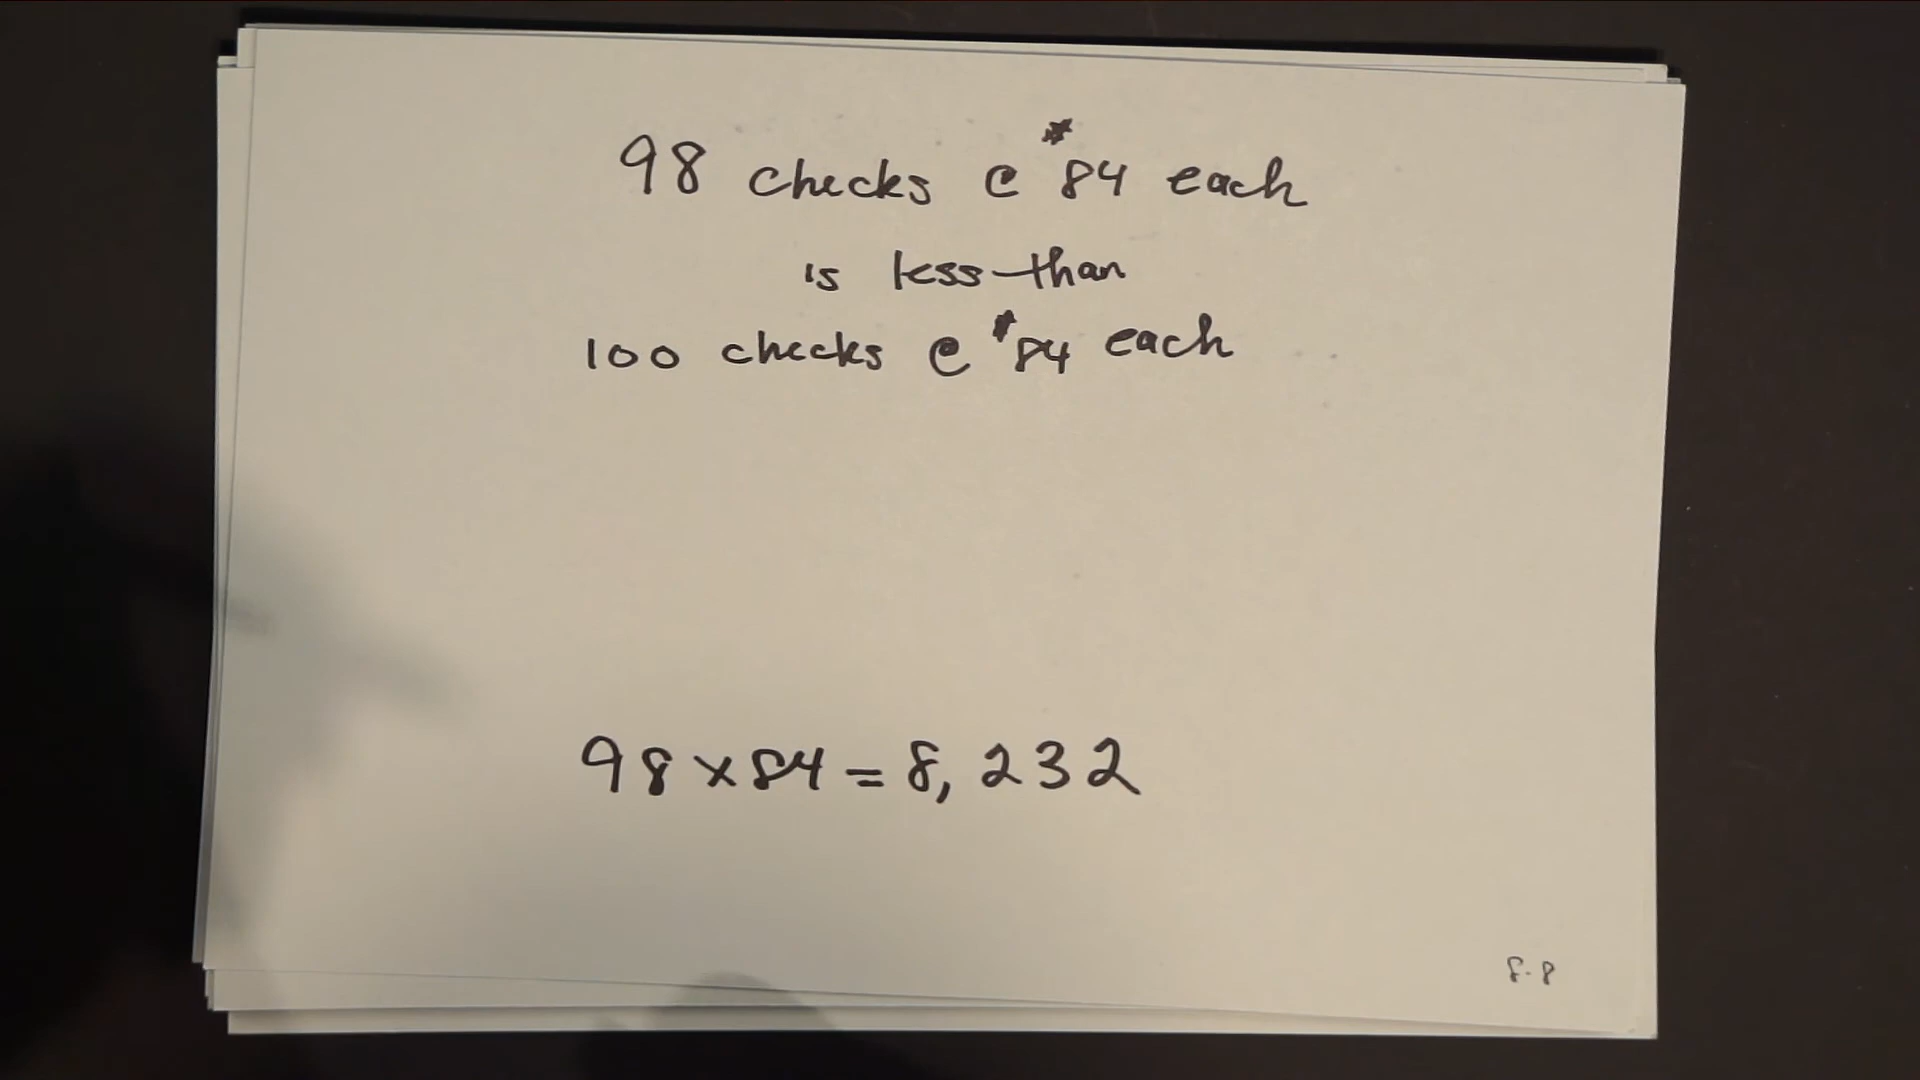 98 checks @ $84 each
is less than
100 checks @ $84 each
98 × 84 = 8,232
8-8